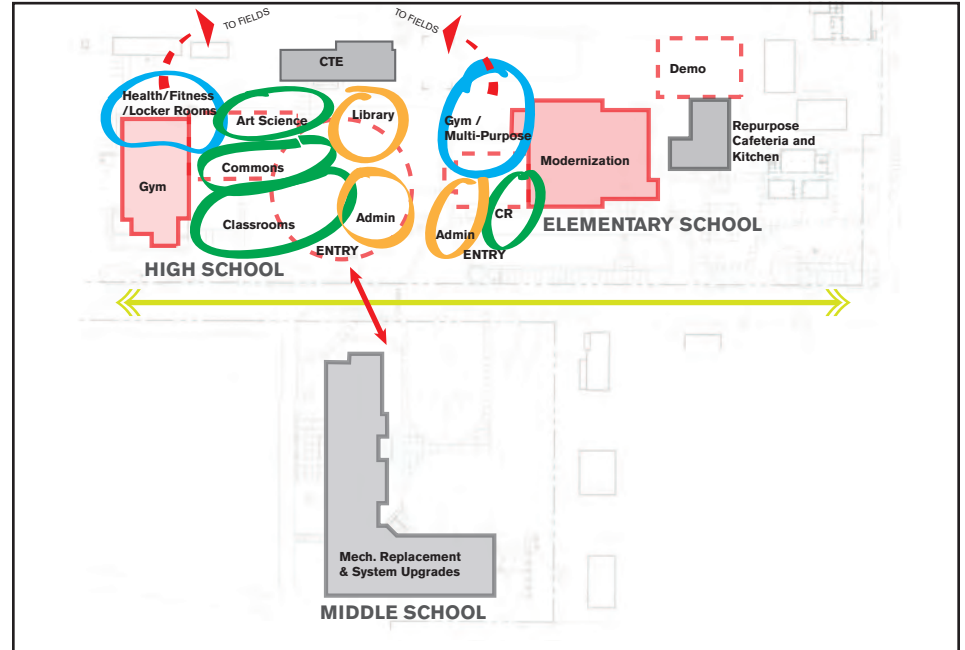 TO FIELDS
TO FIELDS
CTE
Demo
Health/Fitness
/Locker Rooms
Art Science
Library
Gym /
Multi-Purpose
Repurpose
Cafeteria and
Kitchen
Modernization
Commons
Gym
Classrooms
Admin
CR
Admin
ENTRY
ENTRY
ELEMENTARY SCHOOL
HIGH SCHOOL
Mech. Replacement
& System Upgrades
MIDDLE SCHOOL